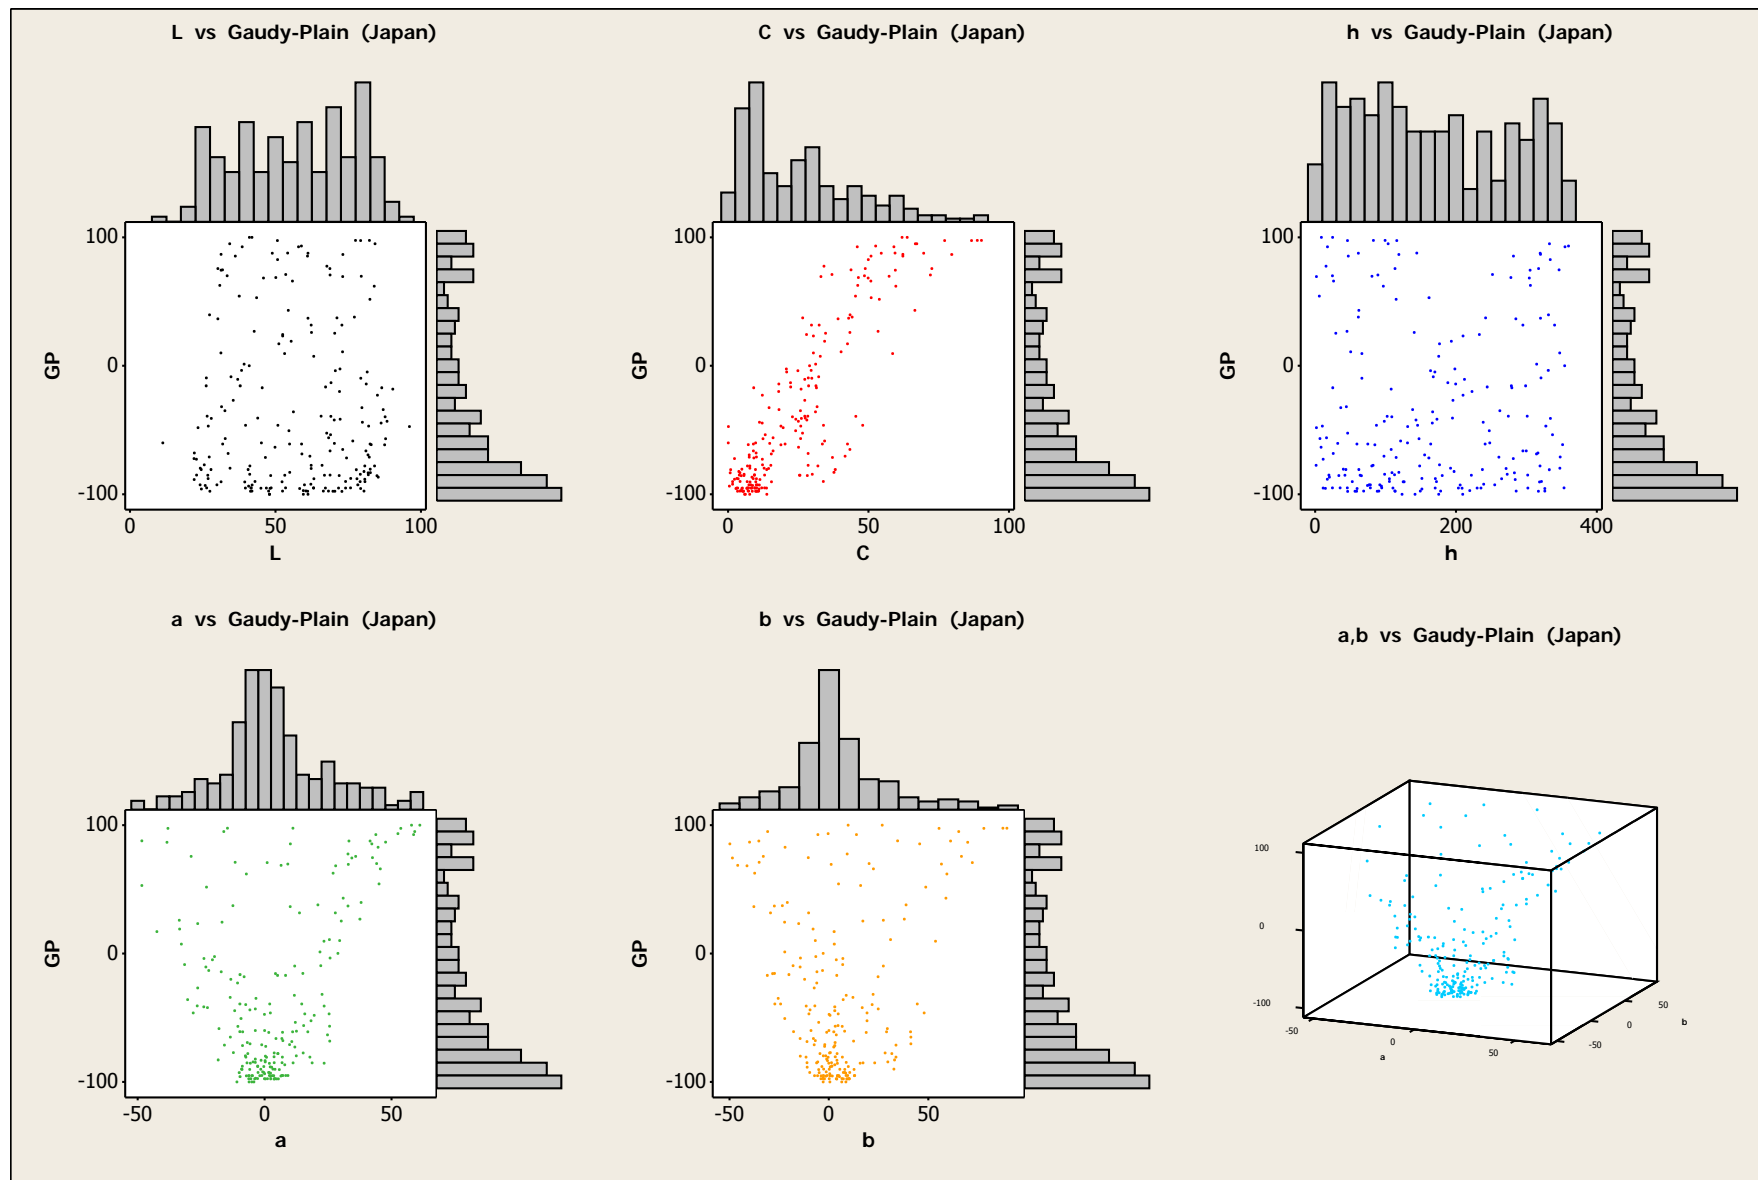 L vs Gaudy-Plain (Japan)
C vs Gaudy-Plain (Japan)
h vs Gaudy-Plain (Japan)
100
0
-100
GP
0
50
100
L
100
0
-100
GP
0
50
100
C
100
0
-100
GP
0
200
400
h
a vs Gaudy-Plain (Japan)
b vs Gaudy-Plain (Japan)
a,b vs Gaudy-Plain (Japan)
100
0
-100
GP
-50
0
50
a
100
0
-100
GP
-50
0
50
b
100
0
-100
-50
0
50
a
-50
0
50
b